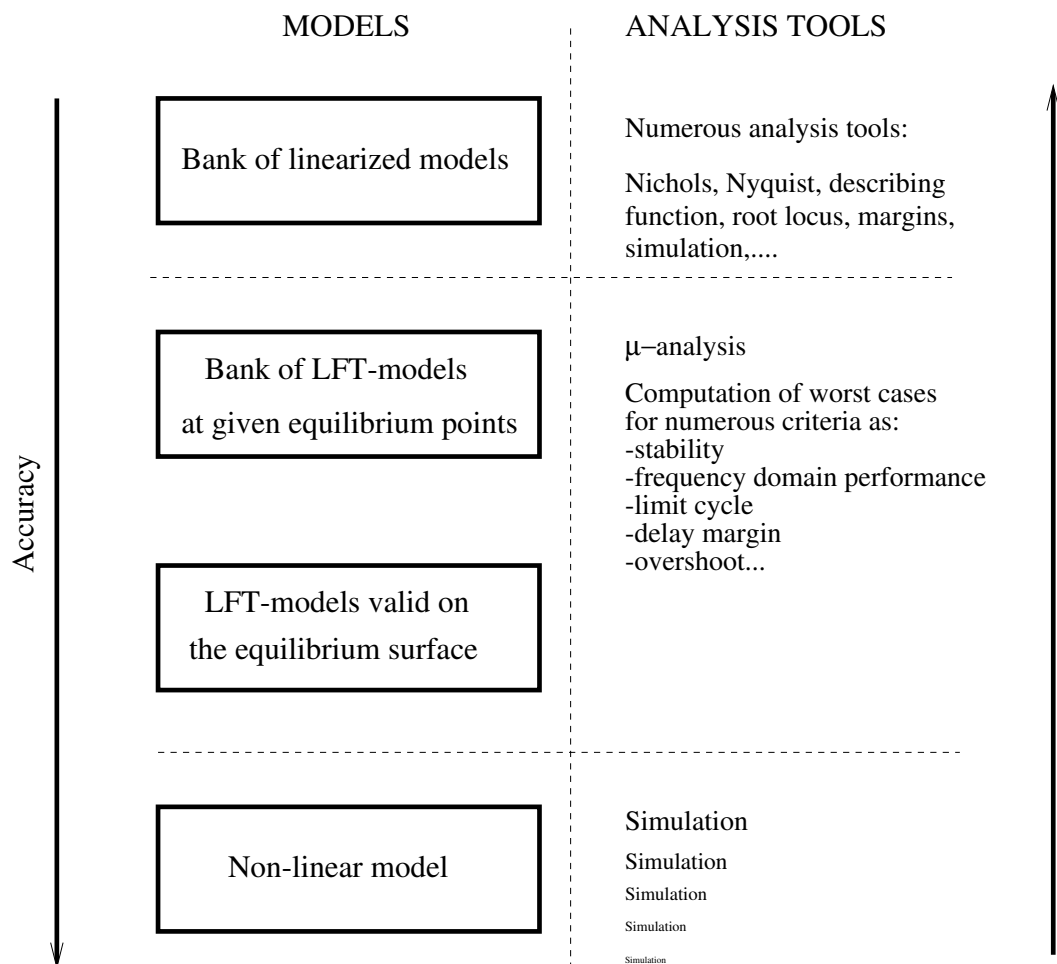 MODELS
ANALYSIS TOOLS
Bank of linearized models
Numerous analysis tools:
Nichols, Nyquist, describing
function, root locus, margins,
simulation,....
Bank of LFT-models
at given equilibrium points
μ−analysis
Computation of worst cases
for numerous criteria as:
-stability
-frequency domain performance
-limit cycle
-delay margin
-overshoot...
Accuracy
LFT-models valid on
the equilibrium surface
Non-linear model
Simulation
Simulation
Simulation
Simulation
Simulation